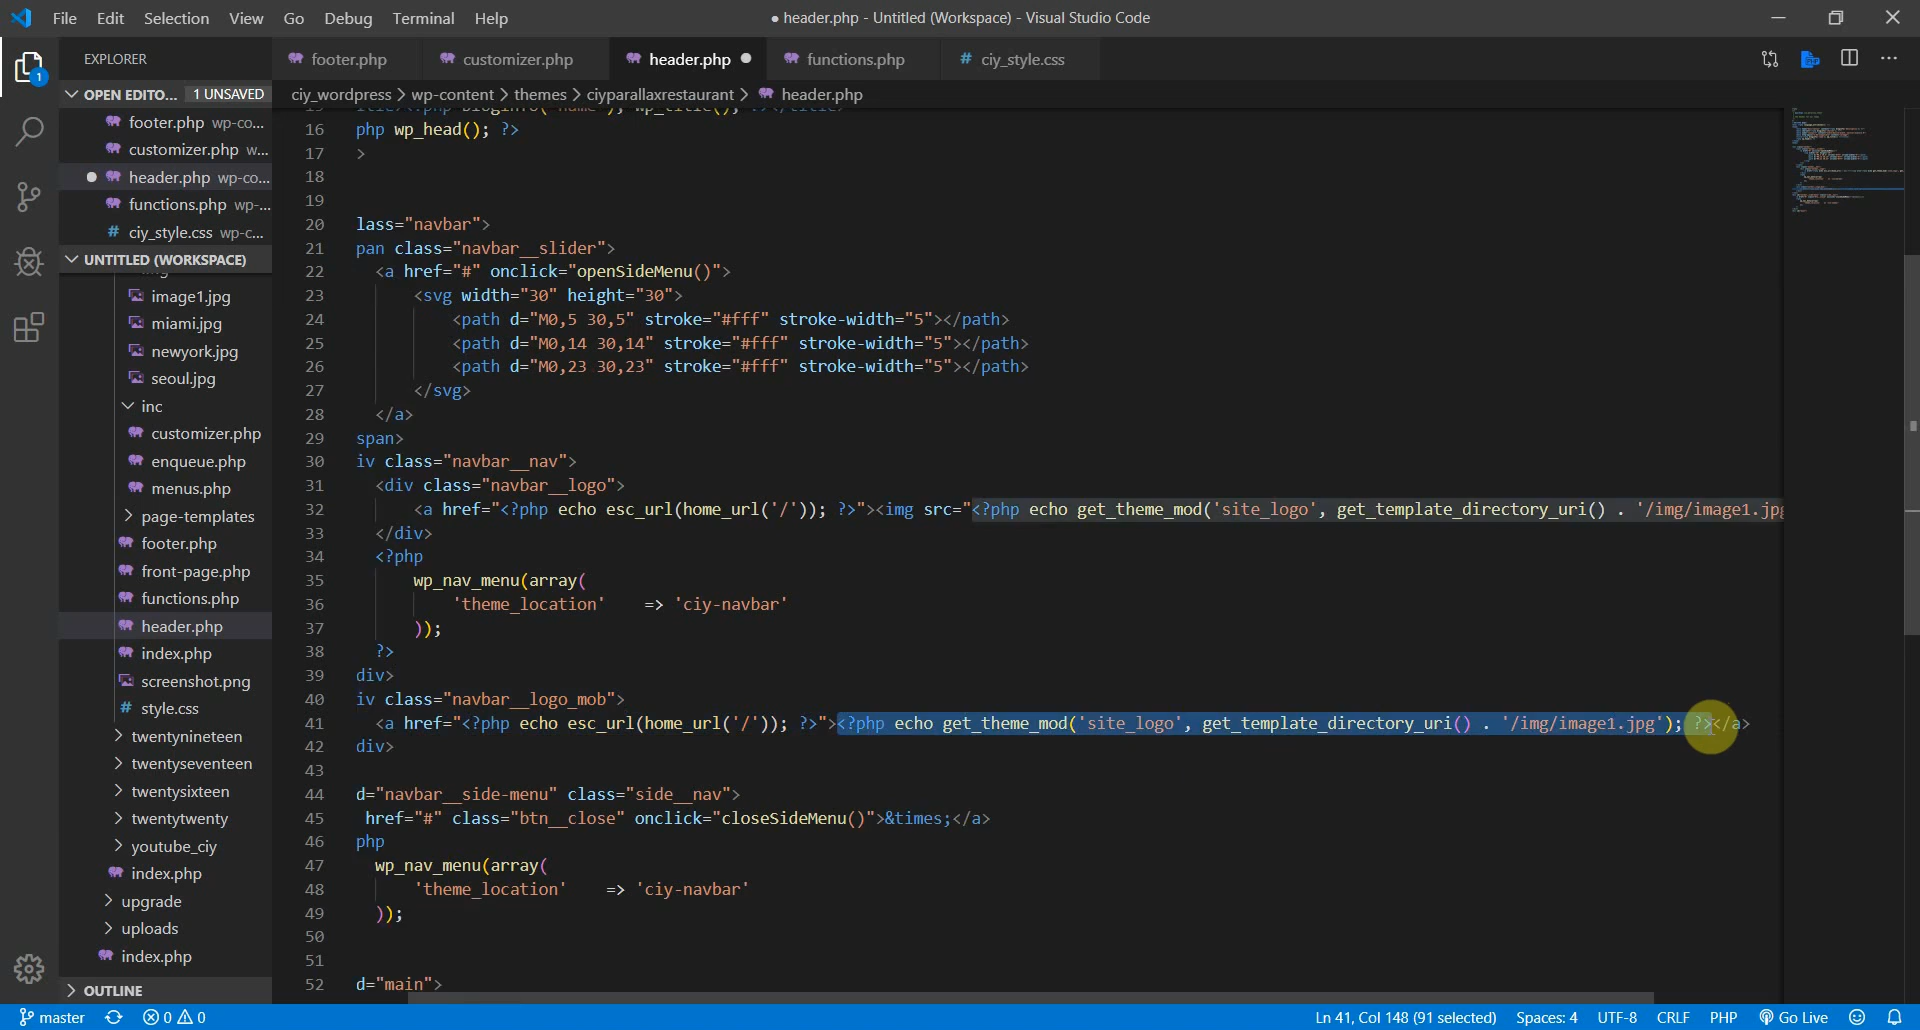 File Edit Selection View Go Debug Terminal Help
● header.php - Untitled (Workspace) - Visual Studio Code
EXPLORER
footer.php customizer.php header.php ● functions.php # ciy_style.css
OPEN EDITO... 1 UNSAVED
ciy_wordpress > wp-content > themes > ciyparallaxrestaurant > header.php
footer.php wp-co...
customizer.php w...
● header.php wp-co...
functions.php wp-...
# ciy_style.css wp-c...
UNTITLED (WORKSPACE)
image1.jpg
miami.jpg
newyork.jpg
seoul.jpg
inc
customizer.php
enqueue.php
menus.php
page-templates
footer.php
front-page.php
functions.php
header.php
index.php
screenshot.png
# style.css
twentynineteen
twentyseventeen
twentysixteen
twentytwenty
youtube_ciy
index.php
upgrade
uploads
index.php
OUTLINE
16 php wp_head(); ?>
17 >
18
19
20 lass="navbar">
21 pan class="navbar__slider">
22 <a href="#" onclick="openSideMenu()">
23 <svg width="30" height="30">
24 <path d="M0,5 30,5" stroke="#fff" stroke-width="5"></path>
25 <path d="M0,14 30,14" stroke="#fff" stroke-width="5"></path>
26 <path d="M0,23 30,23" stroke="#fff" stroke-width="5"></path>
27 </svg>
28 </a>
29 span>
30 iv class="navbar__nav">
31 <div class="navbar__logo">
32 <a href="<?php echo esc_url(home_url('/')); ?>"><img src="<?php echo get_theme_mod('site_logo', get_template_directory_uri() . '/img/image1.jpg
33 </div>
34 <?php
35 wp_nav_menu(array(
36 'theme_location' => 'ciy-navbar'
37 ));
38 ?>
39 div>
40 iv class="navbar__logo_mob">
41 <a href="<?php echo esc_url(home_url('/')); ?>"><?php echo get_theme_mod('site_logo', get_template_directory_uri() . '/img/image1.jpg'); ?></a>
42 div>
43
44 d="navbar__side-menu" class="side__nav">
45 href="#" class="btn__close" onclick="closeSideMenu()">&times;</a>
46 php
47 wp_nav_menu(array(
48 'theme_location' => 'ciy-navbar'
49 ));
50
51
52 d="main">
master 0 0
Ln 41, Col 148 (91 selected) Spaces: 4 UTF-8 CRLF PHP Go Live